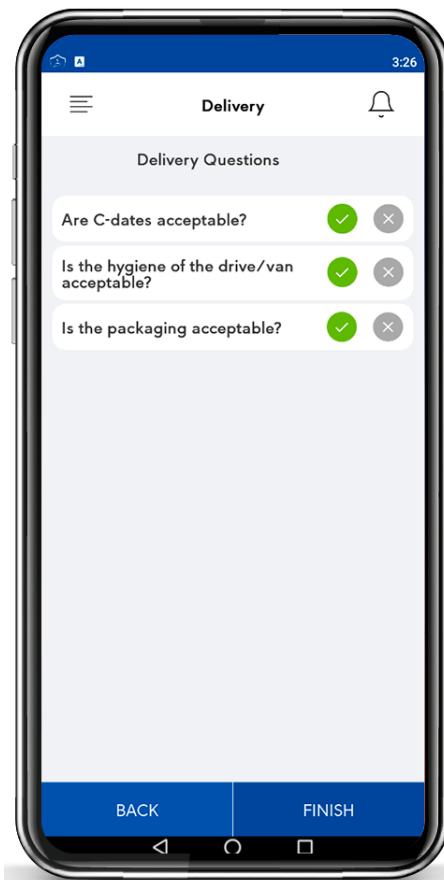 A
3:26
Delivery
Delivery Questions
Are C-dates acceptable?
Is the hygiene of the drive/van
acceptable?
Is the packaging acceptable?
BACK
FINISH